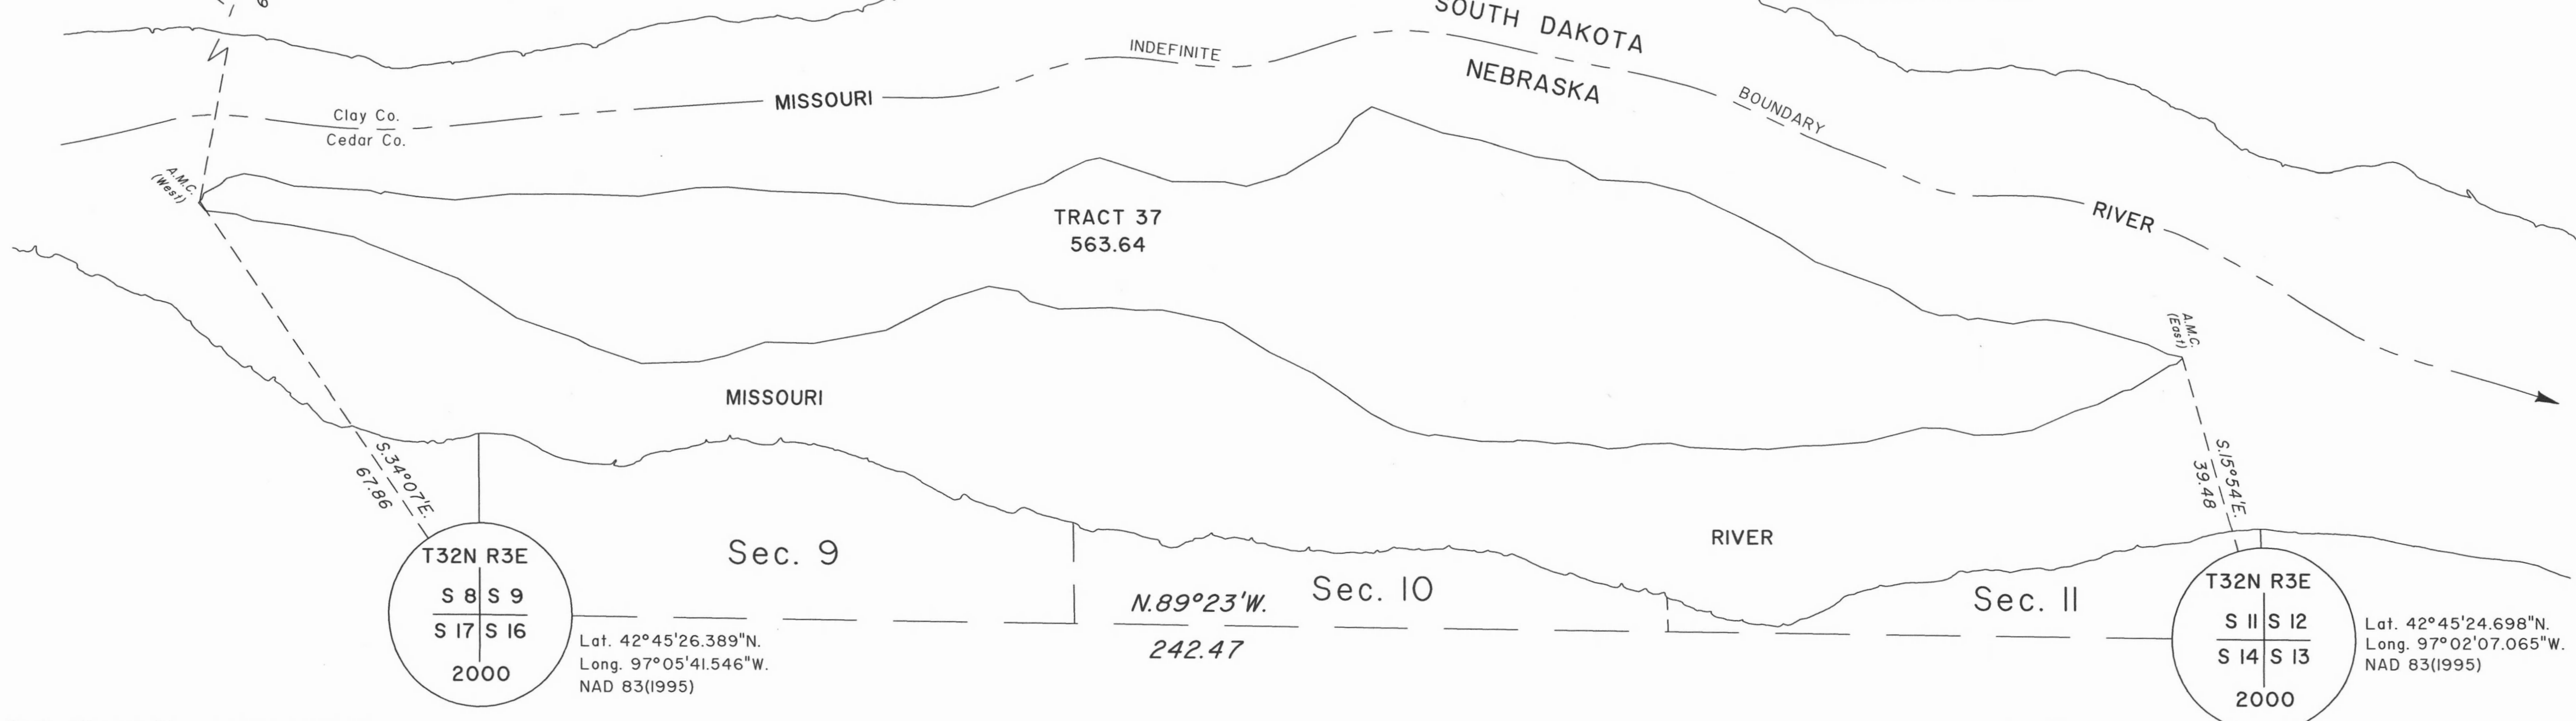 SOUTH DAKOTA
NEBRASKA
INDEFINITE
BOUNDARY
MISSOURI
RIVER
Clay Co.
Cedar Co.
A.M.C.
(West)
TRACT 37
563.64
A.M.C.
(East)
MISSOURI
RIVER
S.34°07'E.
67.86
S.15°54'E.
39.48
Sec. 9
Sec. 10
Sec. 11
N.89°23'W.
242.47
T32N R3E
S 8 S 9
S 17 S 16
2000
Lat. 42°45'26.389"N.
Long. 97°05'41.546"W.
NAD 83(1995)
T32N R3E
S 11 S 12
S 14 S 13
2000
Lat. 42°45'24.698"N.
Long. 97°02'07.065"W.
NAD 83(1995)